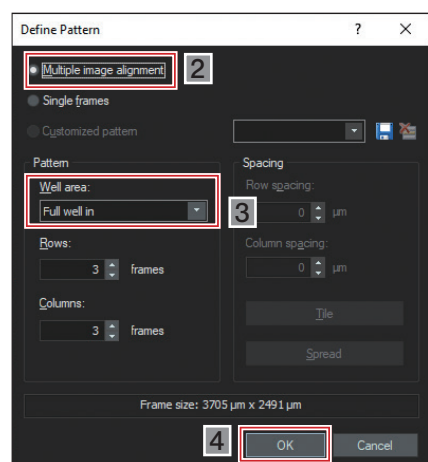 Define Pattern ? ×
Multiple image alignment 2
Single frames
Customized pattern
Pattern Spacing
Well area: Row spacing:
Full well in 3 0 µm
Rows: Column spacing:
3 frames 0 µm
Columns: Tile
3 frames
Spread
Frame size: 3705 µm x 2491 µm
4 OK Cancel